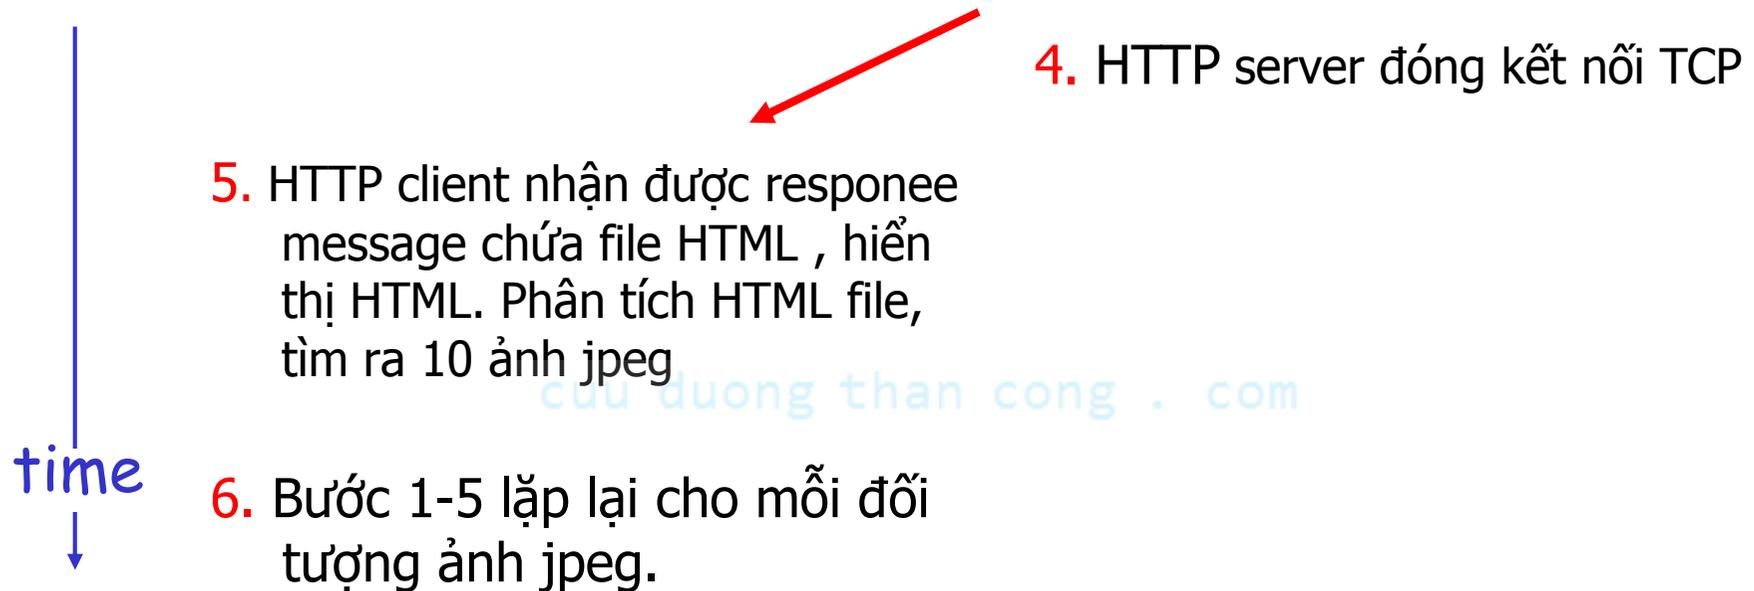 4. HTTP server đóng kết nối TCP
5. HTTP client nhận được responee
message chứa file HTML , hiển
thị HTML. Phân tích HTML file,
tìm ra 10 ảnh jpeg
cuu duong than cong . com
time
6. Bước 1-5 lặp lại cho mỗi đối
tượng ảnh jpeg.